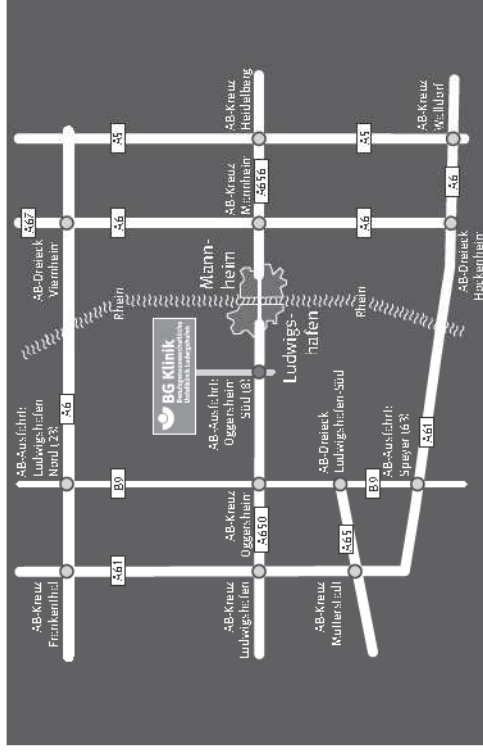 AB-Kreuz
Frankenthal
A61
AB-Ausfahrt:
Ludwigshafen
Nord (23)
B9
A6
Rhein
AB-Dreieck
Viernheim
A67
A6
A5
BG Klinik
Berufsgenossenschaftliche
Unfallklinik Ludwigshafen
AB-Kreuz
Ludwigshafen
AB-Kreuz
Oggersheim
A650
AB-Ausfahrt:
Oggersheim
Süd (8)
Mann-
heim
Ludwigs-
hafen
AB-Kreuz
Mannheim
A656
AB-Kreuz
Heidelberg
AB-Kreuz
Mutterstadt
A65
AB-Dreieck
Ludwigshafen-Süd
B9
AB-Ausfahrt:
Speyer (63)
A61
Rhein
A6
A5
AB-Dreieck
Hockenheim
A6
AB-Kreuz
Walldorf